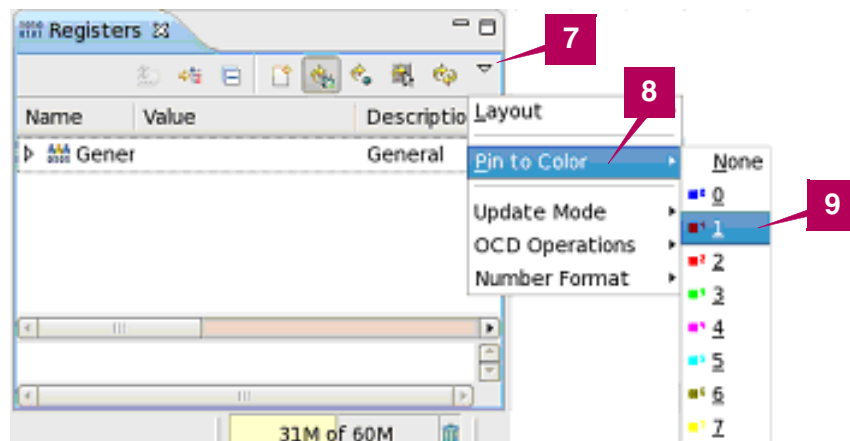 Registers
7
8
Name Value Descriptio
Layout
Gener General
Pin to Color
None
0
9
1
Update Mode
2
OCD Operations
3
Number Format
4
5
6
31M of 60M
7